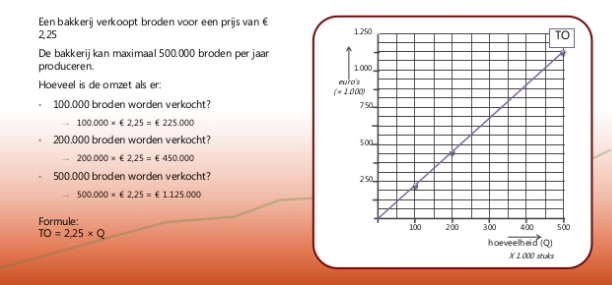 Een bakkerij verkoopt broden voor een prijs van €
2,25
De bakkerij kan maximaal 500.000 broden per jaar
produceren.
Hoeveel is de omzet als er:
- 100.000 broden worden verkocht?
→ 100.000 × € 2,25 = € 225.000
- 200.000 broden worden verkocht?
→ 200.000 × € 2,25 = € 450.000
- 500.000 broden worden verkocht?
→ 500.000 × € 2,25 = € 1.125.000
Formule:
TO = 2,25 × Q
1.250
TO
1.000
euro's
(× 1.000)
750
500
250
100 200 300 400 500
hoeveelheid (Q)
X 1.000 stuks